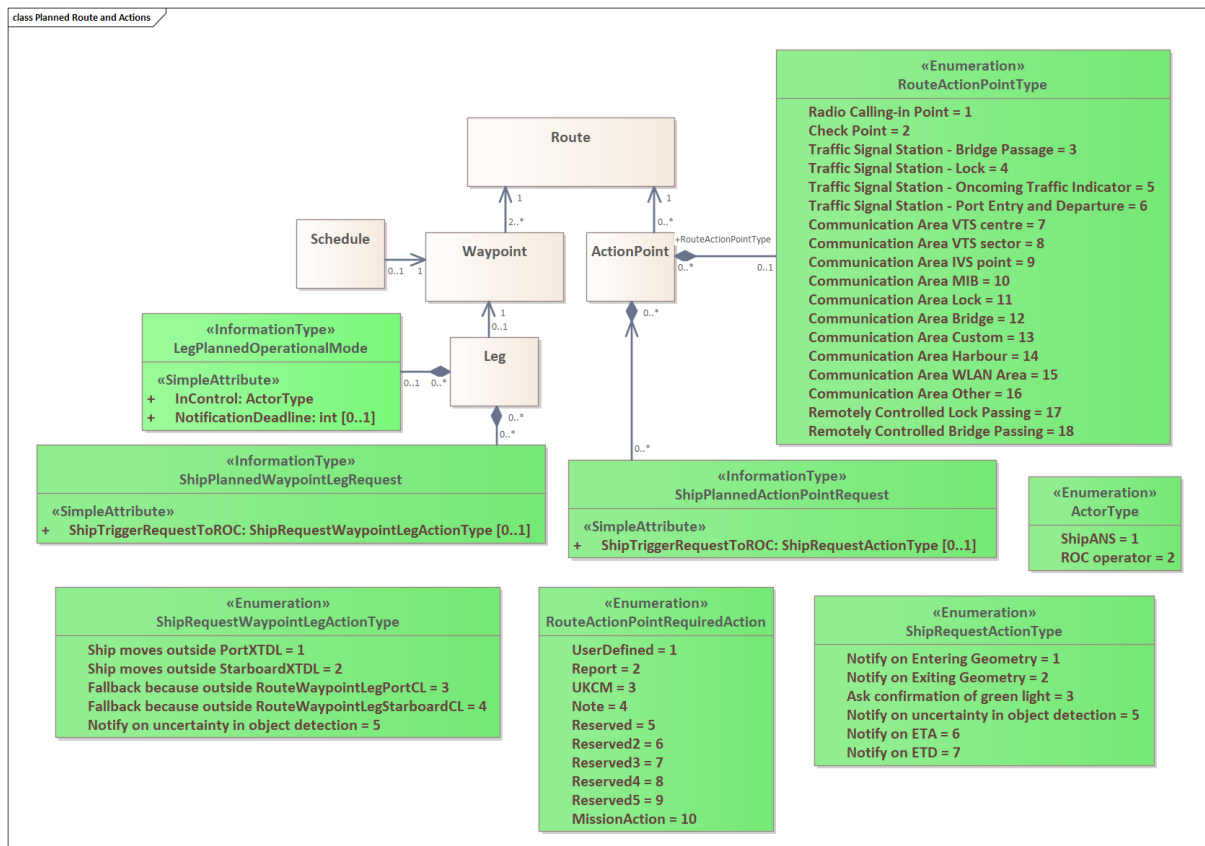 class Planned Route and Actions
«Enumeration»
RouteActionPointType
Radio Calling-in Point = 1
Check Point = 2
Traffic Signal Station - Bridge Passage = 3
Traffic Signal Station - Lock = 4
Traffic Signal Station - Oncoming Traffic Indicator = 5
Traffic Signal Station - Port Entry and Departure = 6
Communication Area VTS centre = 7
Communication Area VTS sector = 8
Communication Area IVS point = 9
Communication Area MIB = 10
Communication Area Lock = 11
Communication Area Bridge = 12
Communication Area Custom = 13
Communication Area Harbour = 14
Communication Area WLAN Area = 15
Communication Area Other = 16
Remotely Controlled Lock Passing = 17
Remotely Controlled Bridge Passing = 18
Route
1
2..*
1
0..*
Schedule
0..1
1
Waypoint
ActionPoint
+RouteActionPointType
0..*
0..1
1
0..1
0..*
0..*
Leg
0..1
0..*
0..*
0..*
«InformationType»
LegPlannedOperationalMode
«SimpleAttribute»
+ InControl: ActorType
+ NotificationDeadline: int [0..1]
«InformationType»
ShipPlannedWaypointLegRequest
«SimpleAttribute»
+ ShipTriggerRequestToROC: ShipRequestWaypointLegActionType [0..1]
«InformationType»
ShipPlannedActionPointRequest
«SimpleAttribute»
+ ShipTriggerRequestToROC: ShipRequestActionType [0..1]
«Enumeration»
ActorType
ShipANS = 1
ROC operator = 2
«Enumeration»
ShipRequestWaypointLegActionType
Ship moves outside PortXTDL = 1
Ship moves outside StarboardXTDL = 2
Fallback because outside RouteWaypointLegPortCL = 3
Fallback because outside RouteWaypointLegStarboardCL = 4
Notify on uncertainty in object detection = 5
«Enumeration»
RouteActionPointRequiredAction
UserDefined = 1
Report = 2
UKCM = 3
Note = 4
Reserved = 5
Reserved2 = 6
Reserved3 = 7
Reserved4 = 8
Reserved5 = 9
MissionAction = 10
«Enumeration»
ShipRequestActionType
Notify on Entering Geometry = 1
Notify on Exiting Geometry = 2
Ask confirmation of green light = 3
Notify on uncertainty in object detection = 5
Notify on ETA = 6
Notify on ETD = 7